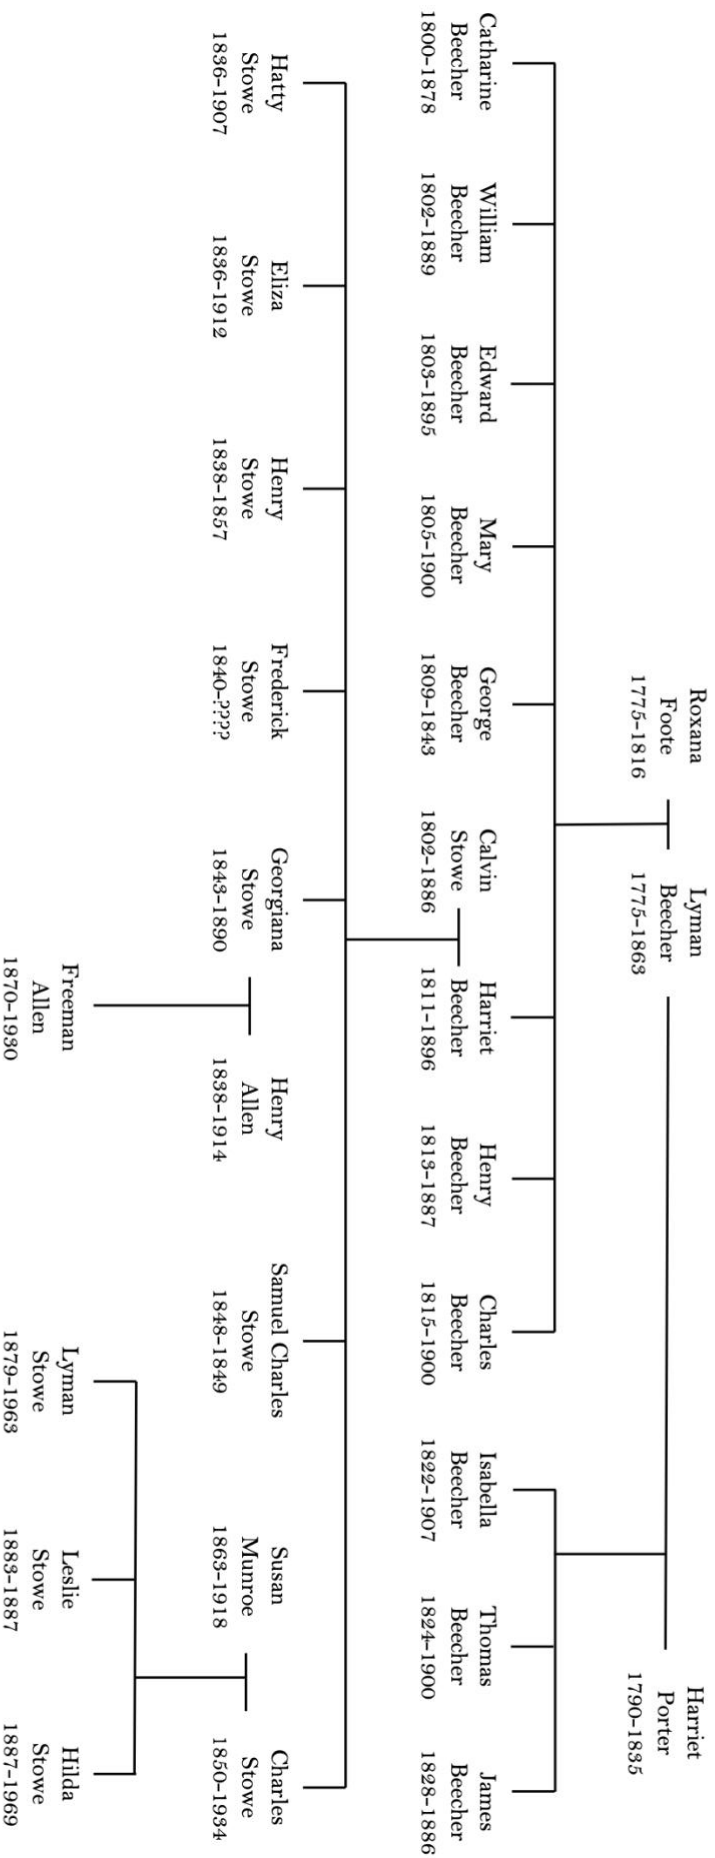 Roxana
Foote
1775-1816
Lyman
Beecher
1775-1863
Harriet
Porter
1790-1835
Catharine
Beecher
1800-1878
William
Beecher
1802-1889
Edward
Beecher
1803-1895
Mary
Beecher
1805-1900
George
Beecher
1809-1843
Calvin
Stowe
1802-1886
Harriet
Beecher
1811-1896
Henry
Beecher
1813-1887
Charles
Beecher
1815-1900
Isabella
Beecher
1822-1907
Thomas
Beecher
1824-1900
James
Beecher
1828-1886
Hatty
Stowe
1836-1907
Eliza
Stowe
1836-1912
Henry
Stowe
1838-1857
Frederick
Stowe
1840-????
Georgiana
Stowe
1843-1890
Henry
Allen
1838-1914
Samuel Charles
Stowe
1848-1849
Susan
Munroe
1863-1918
Charles
Stowe
1850-1934
Freeman
Allen
1870-1930
Lyman
Stowe
1879-1963
Leslie
Stowe
1883-1887
Hilda
Stowe
1887-1969